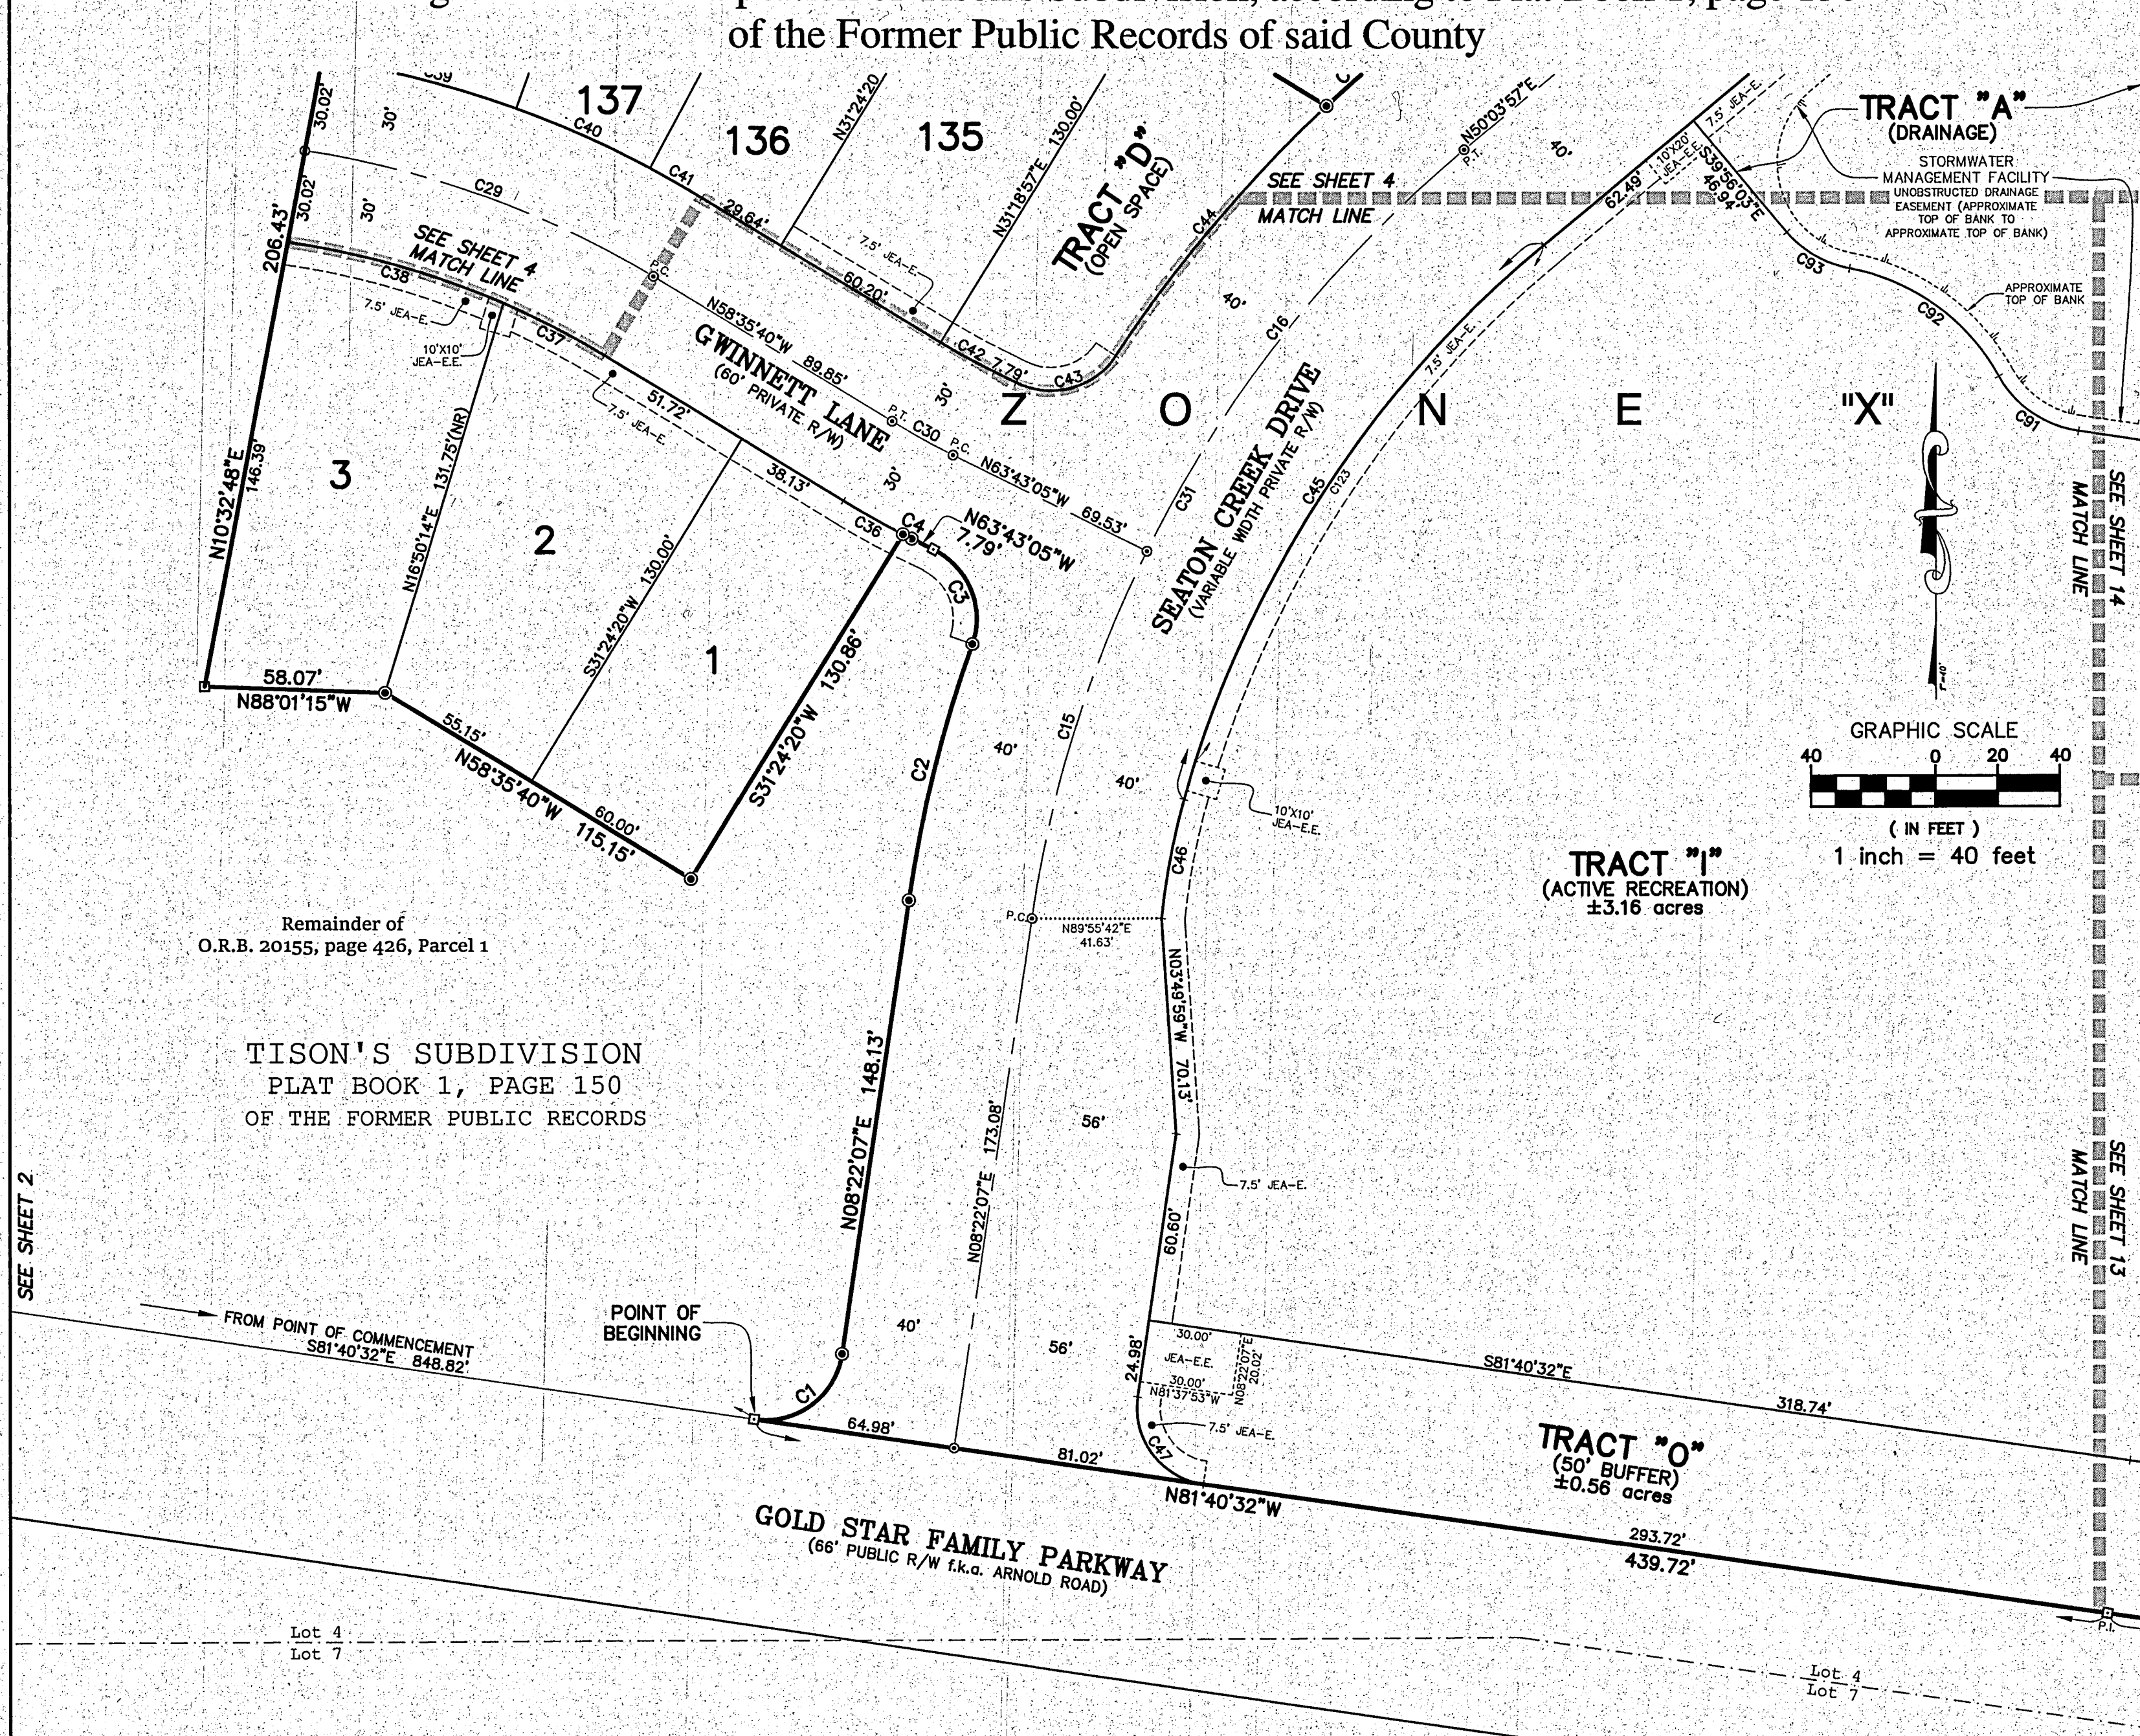 of the Former Public Records of said County
137
136
135
30.02'
30'
C40
C41
N31°24'20
N31°18'57"E 130.00'
TRACT "D"
(OPEN SPACE)
N50°03'57"E
P.T.
40'
7.5' JEA-E.
10'X20'
JEA-E.E.
S39°56'03"E
46.94'
62.49'
TRACT "A"
(DRAINAGE)
STORMWATER
MANAGEMENT FACILITY
UNOBSTRUCTED DRAINAGE
EASEMENT (APPROXIMATE
TOP OF BANK TO
APPROXIMATE TOP OF BANK)
SEE SHEET 4
MATCH LINE
C29
30.02'
30'
206.43'
SEE SHEET 4
MATCH LINE
C38
7.5' JEA-E.
10'X10'
JEA-E.E.
C37
29.64'
7.5' JEA-E.
60.20'
C44
40'
C16
C93
APPROXIMATE
TOP OF BANK
C92
C91
N58°35'40"W 89.85'
GWINNETT LANE
(60' PRIVATE R/W)
C42 7.79'
C43
30'
P.T.
C30
P.C.
N63°43'05"W 69.53'
7.5' JEA-E.
51.72'
38.13'
30'
Z O N E "X"
C31
SEATON CREEK DRIVE
(VARIABLE WIDTH PRIVATE R/W)
7.5' JEA-E.
C45
C123
3
2
1
N10°32'48"E
146.39'
N16°50'14"E 131.75'(NR)
S31°24'20"W 130.00'
C36
C4
N63°43'05"W
7.79'
C3
S31°24'20"W 130.86'
SEE SHEET 14
MATCH LINE
58.07'
N88°01'15"W
55.15'
N58°35'40"W 115.15'
60.00'
C2
40'
C15
40'
C46
10'X10'
JEA-E.E.
GRAPHIC SCALE
40 0 20 40
( IN FEET )
1 inch = 40 feet
1"=40'
TRACT "I"
(ACTIVE RECREATION)
±3.16 acres
Remainder of
O.R.B. 20155, page 426, Parcel 1
P.C.
N89°55'42"E
41.63'
N03°49'59"W 70.13'
TISON'S SUBDIVISION
PLAT BOOK 1, PAGE 150
OF THE FORMER PUBLIC RECORDS
N08°22'07"E 148.13'
N08°22'07"E 173.08'
56'
7.5' JEA-E.
60.60'
SEE SHEET 2
SEE SHEET 13
MATCH LINE
FROM POINT OF COMMENCEMENT
S81°40'32"E 848.82'
POINT OF
BEGINNING
C1
40'
56'
24.98'
30.00'
JEA-E.E.
30.00'
N81°37'53"W
N08°22'07"E
20.02'
7.5' JEA-E.
C47
S81°40'32"E
318.74'
64.98'
81.02'
N81°40'32"W
TRACT "O"
(50' BUFFER)
±0.56 acres
293.72'
439.72'
GOLD STAR FAMILY PARKWAY
(66' PUBLIC R/W f.k.a. ARNOLD ROAD)
P.I.
Lot 4
Lot 7
Lot 4
Lot 7